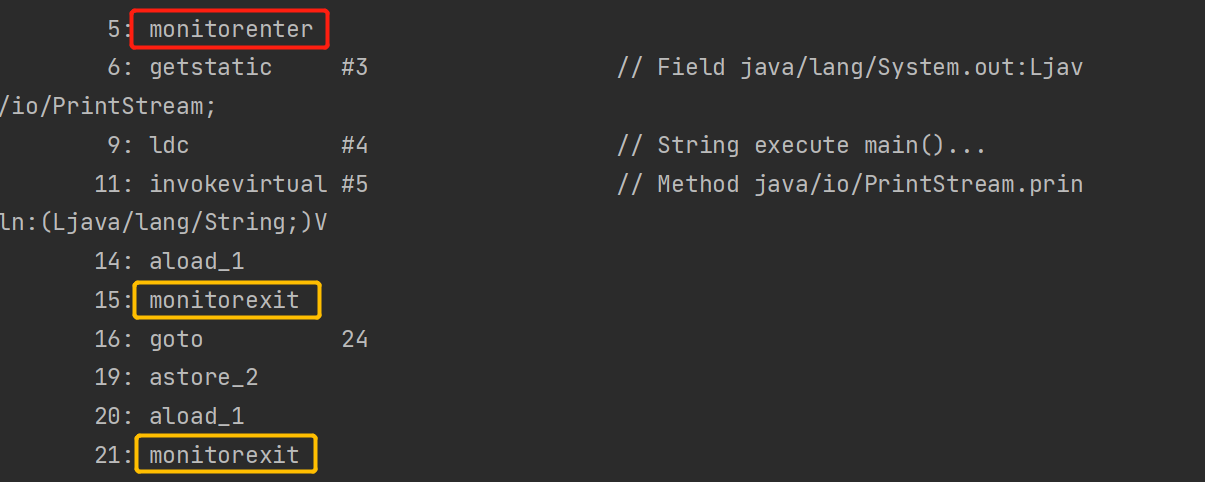 5: monitorenter
6: getstatic #3 // Field java/lang/System.out:Ljav
/io/PrintStream;
9: ldc #4 // String execute main()...
11: invokevirtual #5 // Method java/io/PrintStream.prin
ln:(Ljava/lang/String;)V
14: aload_1
15: monitorexit
16: goto 24
19: astore_2
20: aload_1
21: monitorexit